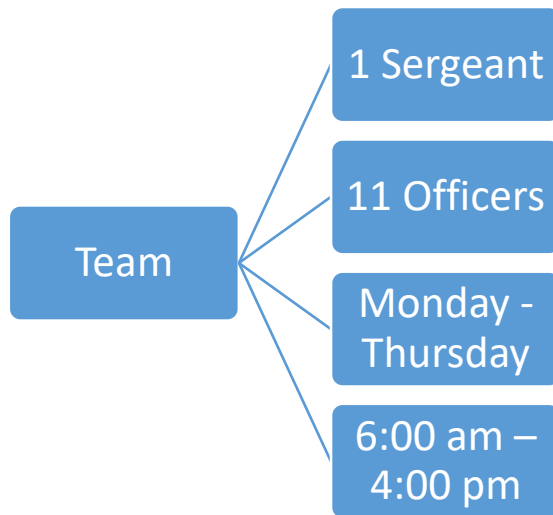 Team
1 Sergeant
11 Officers
Monday -
Thursday
6:00 am –
4:00 pm